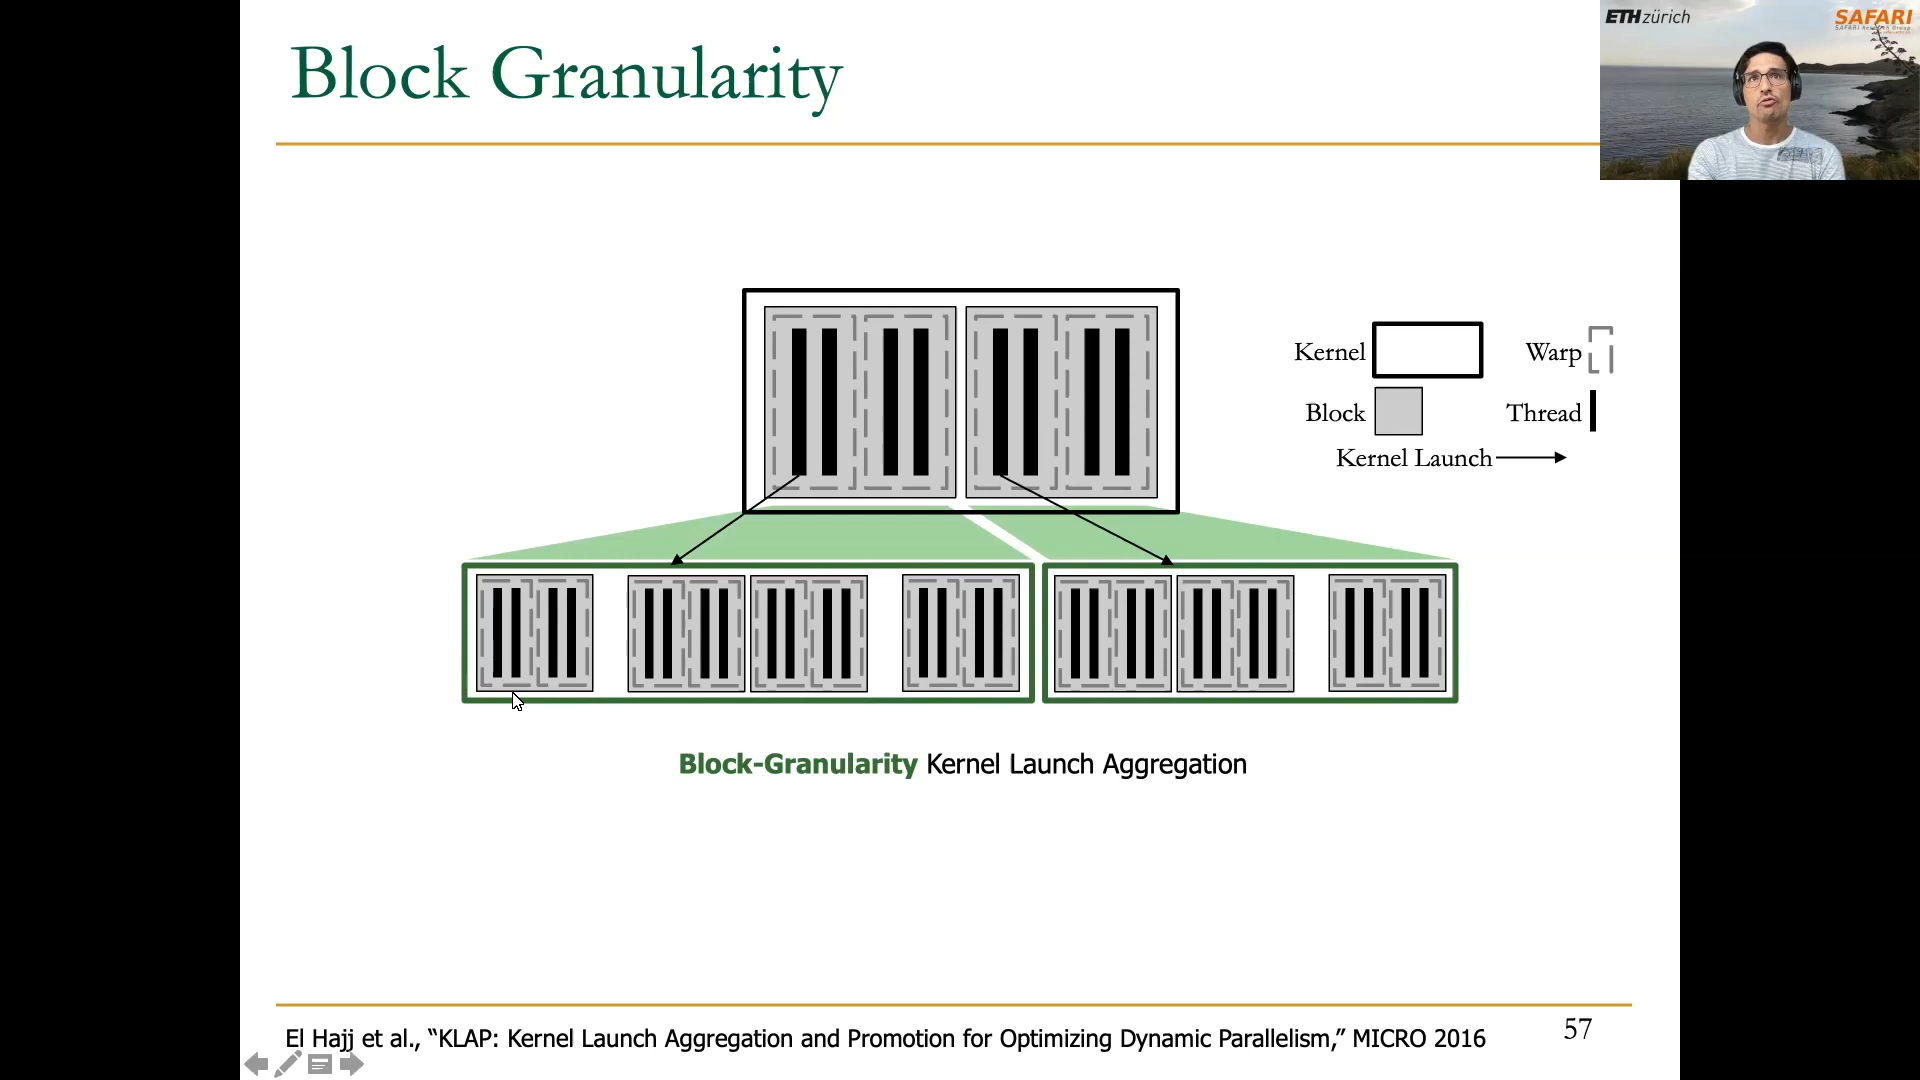 Block Granularity
ETH zürich
SAFARI
Kernel
Warp
Block
Thread
Kernel Launch
Block-Granularity Kernel Launch Aggregation
El Hajj et al., “KLAP: Kernel Launch Aggregation and Promotion for Optimizing Dynamic Parallelism,” MICRO 2016
57